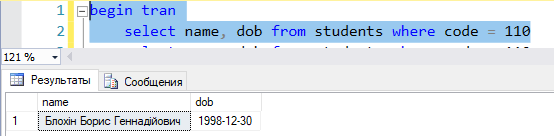 1 begin tran
2 select name, dob from students where code = 110
121 %
Результаты Сообщения
name dob
1 Блохін Борис Геннадійович 1998-12-30